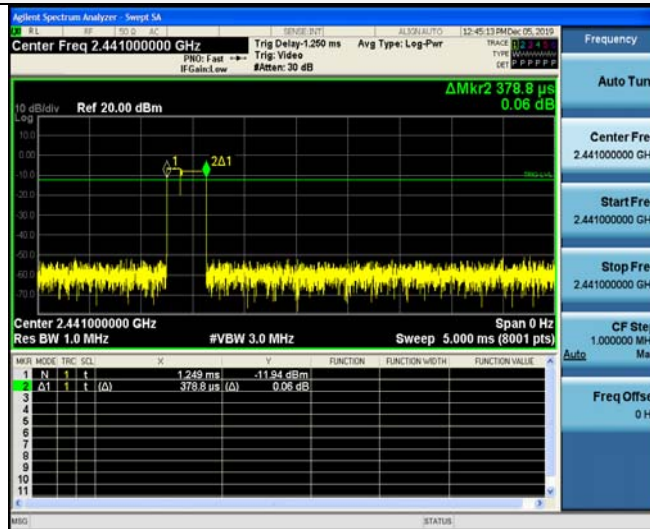 Agilent Spectrum Analyzer - Swept SA
RL RF 50 Ω AC SENSE:INT ALIGN AUTO 12:45:13 PM Dec 05, 2019
Center Freq 2.441000000 GHz
PNO: Fast
IFGain:Low
Trig Delay-1.250 ms
Trig: Video
#Atten: 30 dB
Avg Type: Log-Pwr
TRACE 1 2 3 4 5 6
TYPE
DET P P P P P P
ΔMkr2 378.8 µs
0.06 dB
10 dB/div Ref 20.00 dBm
Log
10.0
0.00
-10.0
-20.0
-30.0
-40.0
-50.0
-60.0
-70.0
1
2Δ1
TRIG LVL
Center 2.441000000 GHz Span 0 Hz
Res BW 1.0 MHz #VBW 3.0 MHz Sweep 5.000 ms (8001 pts)
MKR MODE TRC SCL X Y FUNCTION FUNCTION WIDTH FUNCTION VALUE
1 N 1 t 1.249 ms -11.94 dBm
2 Δ1 1 t (Δ) 378.8 µs (Δ) 0.06 dB
3
4
5
6
7
8
9
10
11
MSG STATUS
Frequency
Auto Tun
Center Fre
2.441000000 GH
Start Fre
2.441000000 GH
Stop Fre
2.441000000 GH
CF Ste
1.000000 MH
Auto Ma
Freq Offse
0 H